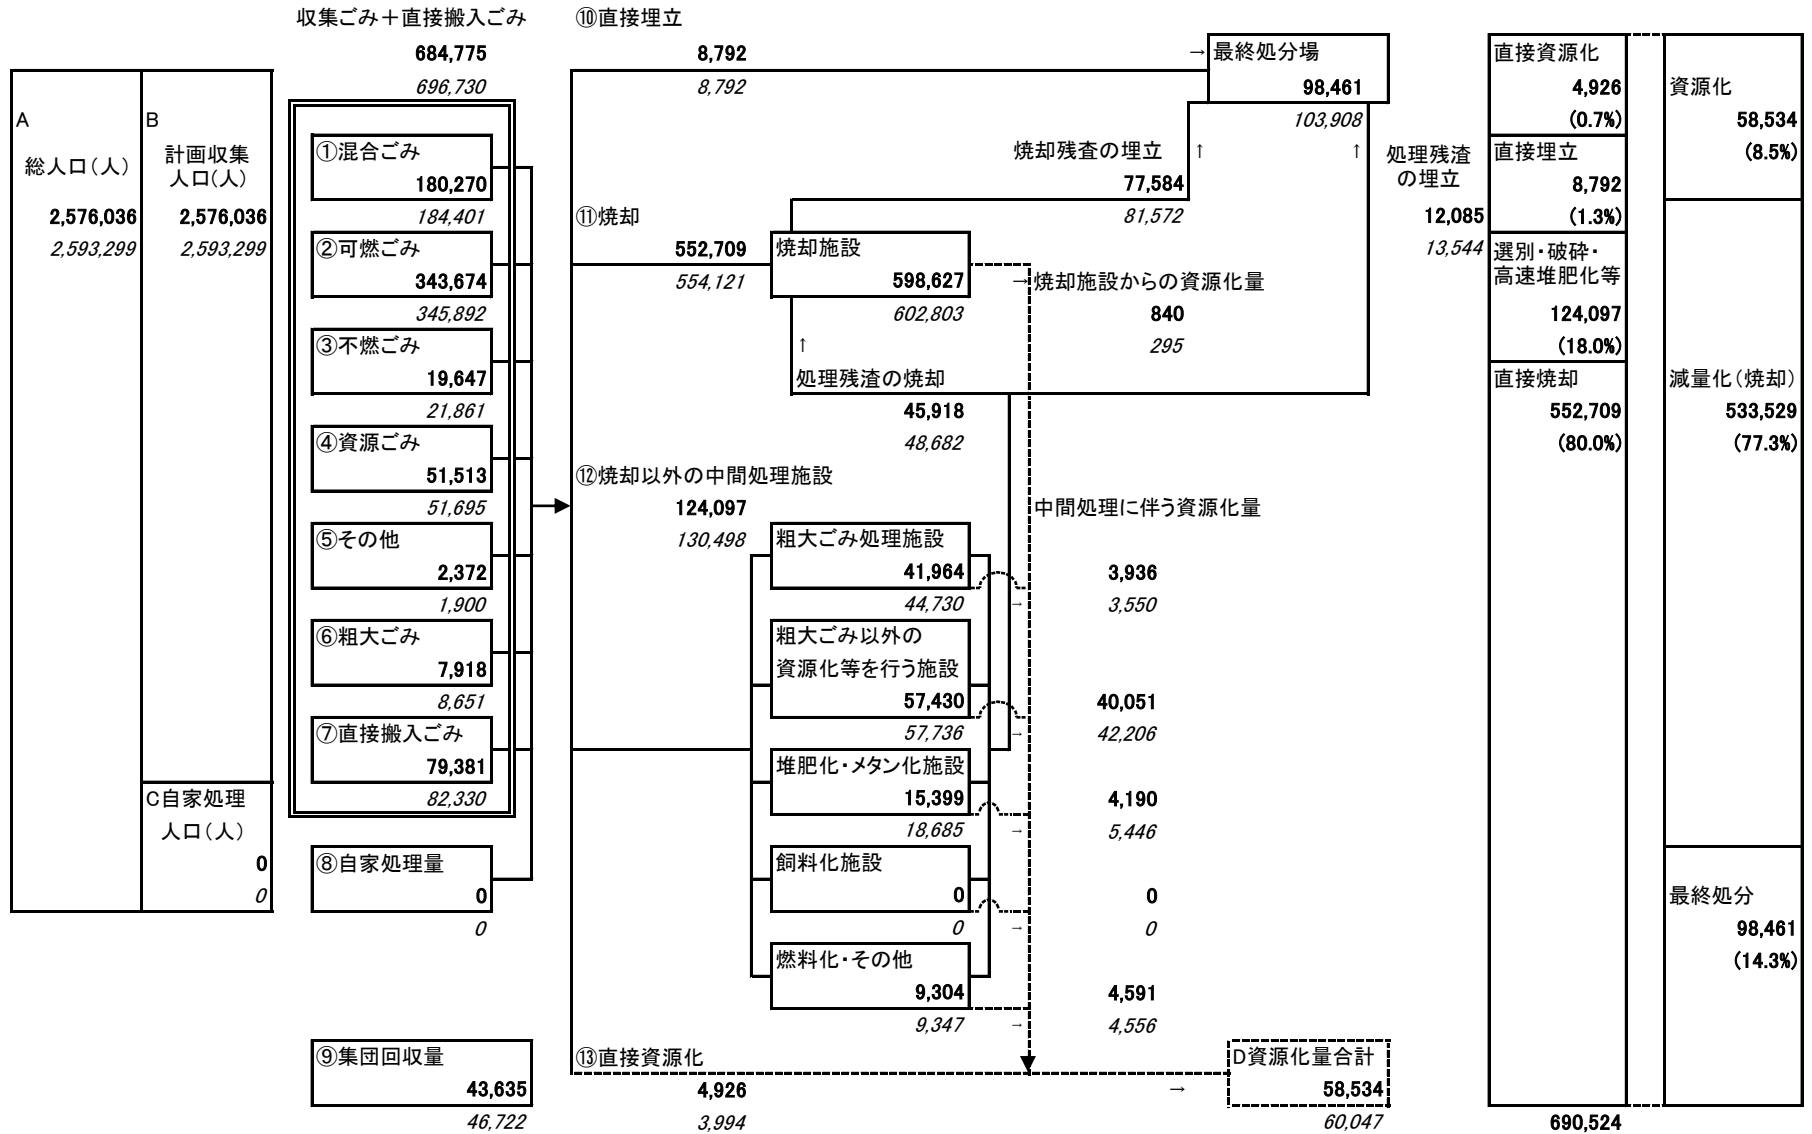 収集ごみ＋直接搬入ごみ
684,775
696,730
A
総人口(人)
2,576,036
2,593,299
B
計画収集
人口(人)
2,576,036
2,593,299
C自家処理
人口(人)
0
0
①混合ごみ
180,270
184,401
②可燃ごみ
343,674
345,892
③不燃ごみ
19,647
21,861
④資源ごみ
51,513
51,695
⑤その他
2,372
1,900
⑥粗大ごみ
7,918
8,651
⑦直接搬入ごみ
79,381
82,330
⑧自家処理量
0
0
⑨集団回収量
43,635
46,722
⑩直接埋立
8,792
8,792
⑪焼却
552,709
554,121
⑫焼却以外の中間処理施設
124,097
130,498
⑬直接資源化
4,926
3,994
→
焼却施設
598,627
602,803
↑
処理残渣の焼却
45,918
48,682
粗大ごみ処理施設
41,964
44,730
粗大ごみ以外の
資源化等を行う施設
57,430
57,736
堆肥化・メタン化施設
15,399
18,685
飼料化施設
0
0
燃料化・その他
9,304
9,347
→最終処分場
98,461
103,908
焼却残査の埋立 ↑
77,584
81,572
↑
処理残渣
の埋立
12,085
13,544
→焼却施設からの資源化量
840
295
中間処理に伴う資源化量
3,936
→ 3,550
40,051
→ 42,206
4,190
→ 5,446
0
→ 0
4,591
→ 4,556
D資源化量合計
58,534
60,047
直接資源化
4,926
(0.7%)
直接埋立
8,792
(1.3%)
選別・破砕・
高速堆肥化等
124,097
(18.0%)
直接焼却
552,709
(80.0%)
690,524
資源化
58,534
(8.5%)
減量化(焼却)
533,529
(77.3%)
最終処分
98,461
(14.3%)